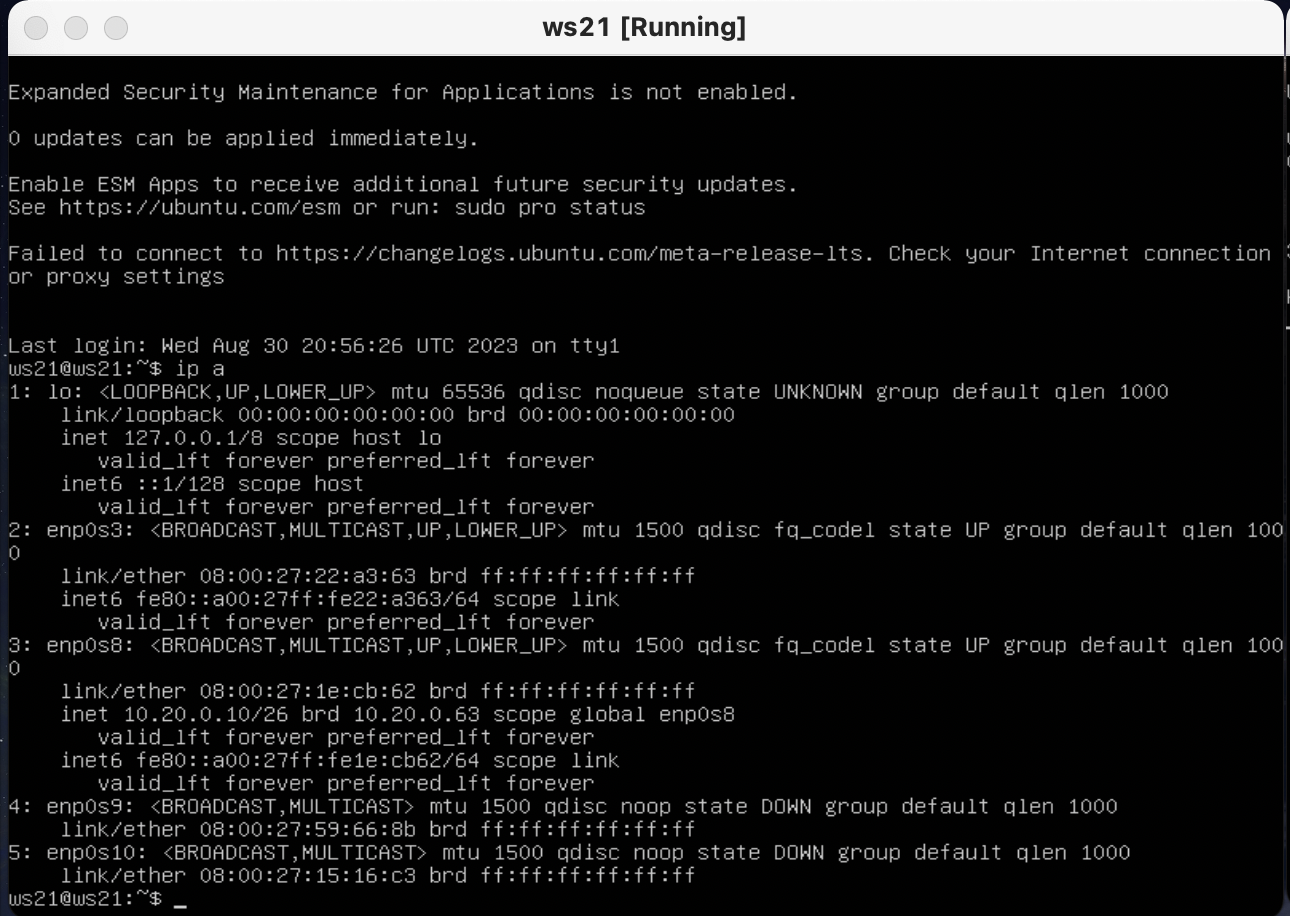 ws21 [Running]
Expanded Security Maintenance for Applications is not enabled.
0 updates can be applied immediately.
Enable ESM Apps to receive additional future security updates.
See https://ubuntu.com/esm or run: sudo pro status
Failed to connect to https://changelogs.ubuntu.com/meta-release-lts. Check your Internet connection
or proxy settings
Last login: Wed Aug 30 20:56:26 UTC 2023 on tty1
ws21@ws21:~$ ip a
1: lo: <LOOPBACK,UP,LOWER_UP> mtu 65536 qdisc noqueue state UNKNOWN group default qlen 1000
    link/loopback 00:00:00:00:00:00 brd 00:00:00:00:00:00
    inet 127.0.0.1/8 scope host lo
       valid_lft forever preferred_lft forever
    inet6 ::1/128 scope host
       valid_lft forever preferred_lft forever
2: enp0s3: <BROADCAST,MULTICAST,UP,LOWER_UP> mtu 1500 qdisc fq_codel state UP group default qlen 100
0
    link/ether 08:00:27:22:a3:63 brd ff:ff:ff:ff:ff:ff
    inet6 fe80::a00:27ff:fe22:a363/64 scope link
       valid_lft forever preferred_lft forever
3: enp0s8: <BROADCAST,MULTICAST,UP,LOWER_UP> mtu 1500 qdisc fq_codel state UP group default qlen 100
0
    link/ether 08:00:27:1e:cb:62 brd ff:ff:ff:ff:ff:ff
    inet 10.20.0.10/26 brd 10.20.0.63 scope global enp0s8
       valid_lft forever preferred_lft forever
    inet6 fe80::a00:27ff:fe1e:cb62/64 scope link
       valid_lft forever preferred_lft forever
4: enp0s9: <BROADCAST,MULTICAST> mtu 1500 qdisc noop state DOWN group default qlen 1000
    link/ether 08:00:27:59:66:8b brd ff:ff:ff:ff:ff:ff
5: enp0s10: <BROADCAST,MULTICAST> mtu 1500 qdisc noop state DOWN group default qlen 1000
    link/ether 08:00:27:15:16:c3 brd ff:ff:ff:ff:ff:ff
ws21@ws21:~$ _